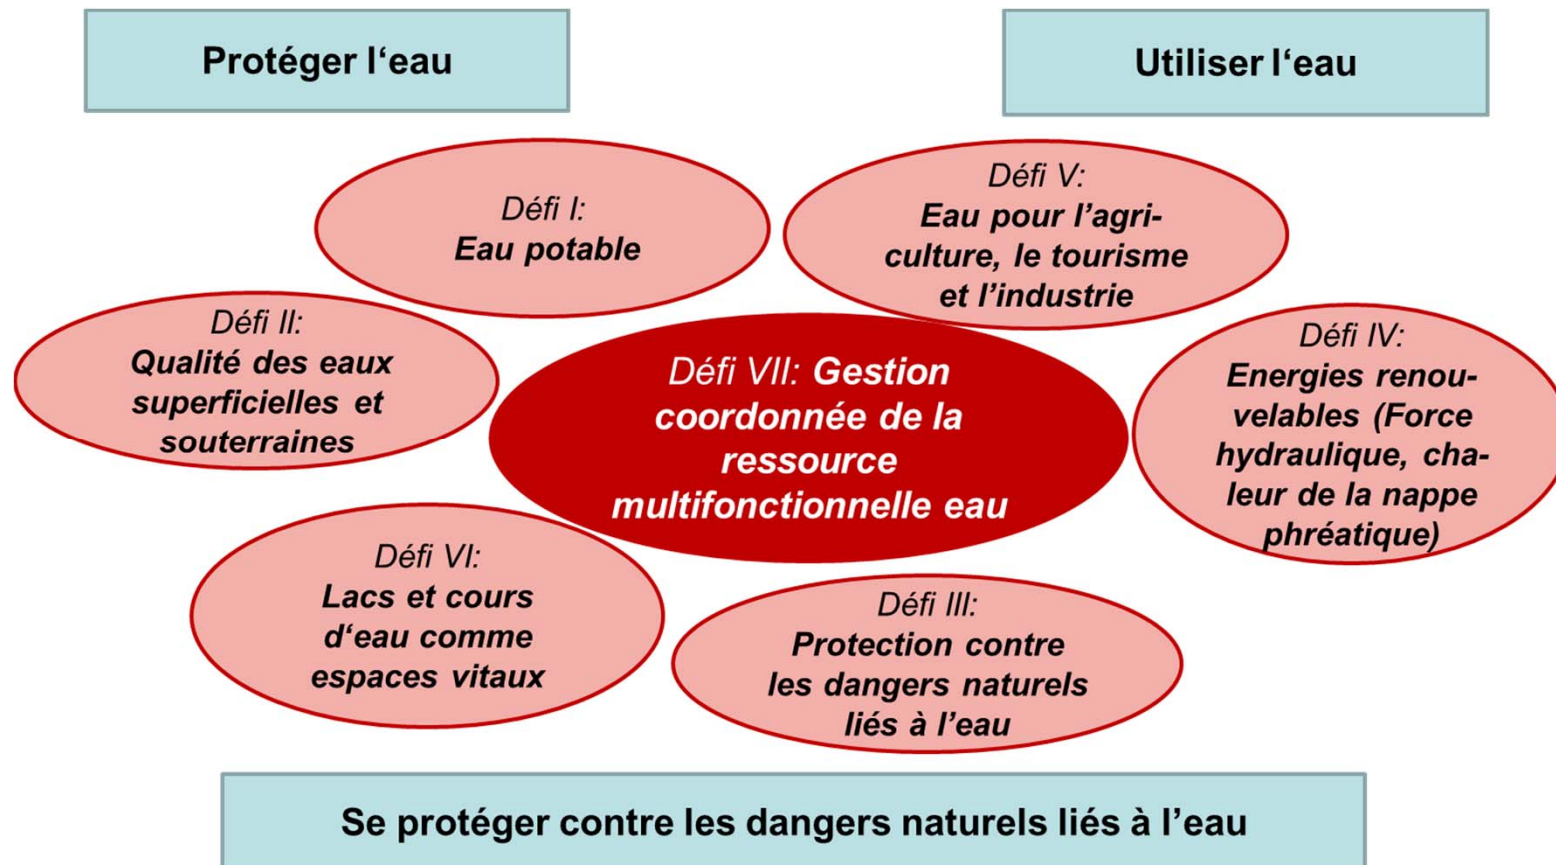 Protéger l‘eau
Utiliser l‘eau
Défi I:
Eau potable
Défi V:
Eau pour l’agri-
culture, le tourisme
et l’industrie
Défi II:
Qualité des eaux
superficielles et
souterraines
Défi VII: Gestion
coordonnée de la
ressource
multifonctionnelle eau
Défi IV:
Energies renou-
velables (Force
hydraulique, cha-
leur de la nappe
phréatique)
Défi VI:
Lacs et cours
d‘eau comme
espaces vitaux
Défi III:
Protection contre
les dangers naturels
liés à l’eau
Se protéger contre les dangers naturels liés à l’eau